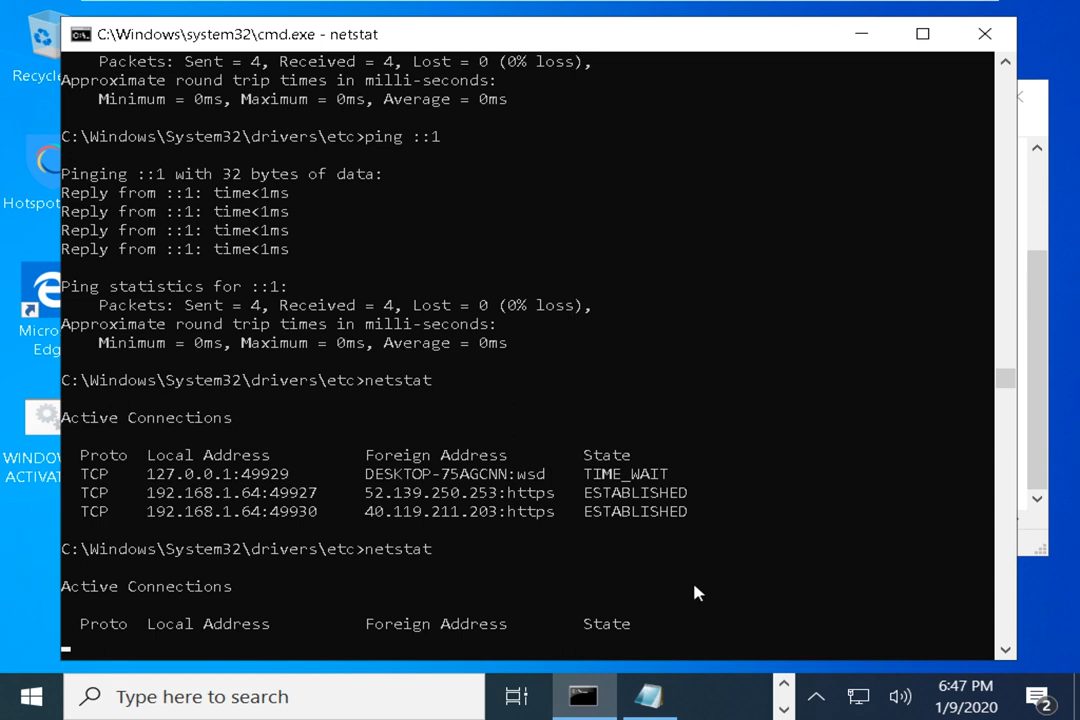 C:\Windows\system32\cmd.exe - netstat
Packets: Sent = 4, Received = 4, Lost = 0 (0% loss),
Approximate round trip times in milli-seconds:
Minimum = 0ms, Maximum = 0ms, Average = 0ms
C:\Windows\System32\drivers\etc>ping ::1
Pinging ::1 with 32 bytes of data:
Reply from ::1: time<1ms
Reply from ::1: time<1ms
Reply from ::1: time<1ms
Reply from ::1: time<1ms
Ping statistics for ::1:
Packets: Sent = 4, Received = 4, Lost = 0 (0% loss),
Approximate round trip times in milli-seconds:
Minimum = 0ms, Maximum = 0ms, Average = 0ms
C:\Windows\System32\drivers\etc>netstat
Active Connections
Proto Local Address Foreign Address State
TCP 127.0.0.1:49929 DESKTOP-75AGCNN:wsd TIME_WAIT
TCP 192.168.1.64:49927 52.139.250.253:https ESTABLISHED
TCP 192.168.1.64:49930 40.119.211.203:https ESTABLISHED
C:\Windows\System32\drivers\etc>netstat
Active Connections
Proto Local Address Foreign Address State
Recycl
Hotspot
Micro
Edg
WINDO
ACTIVAT
Type here to search
6:47 PM
1/9/2020
2